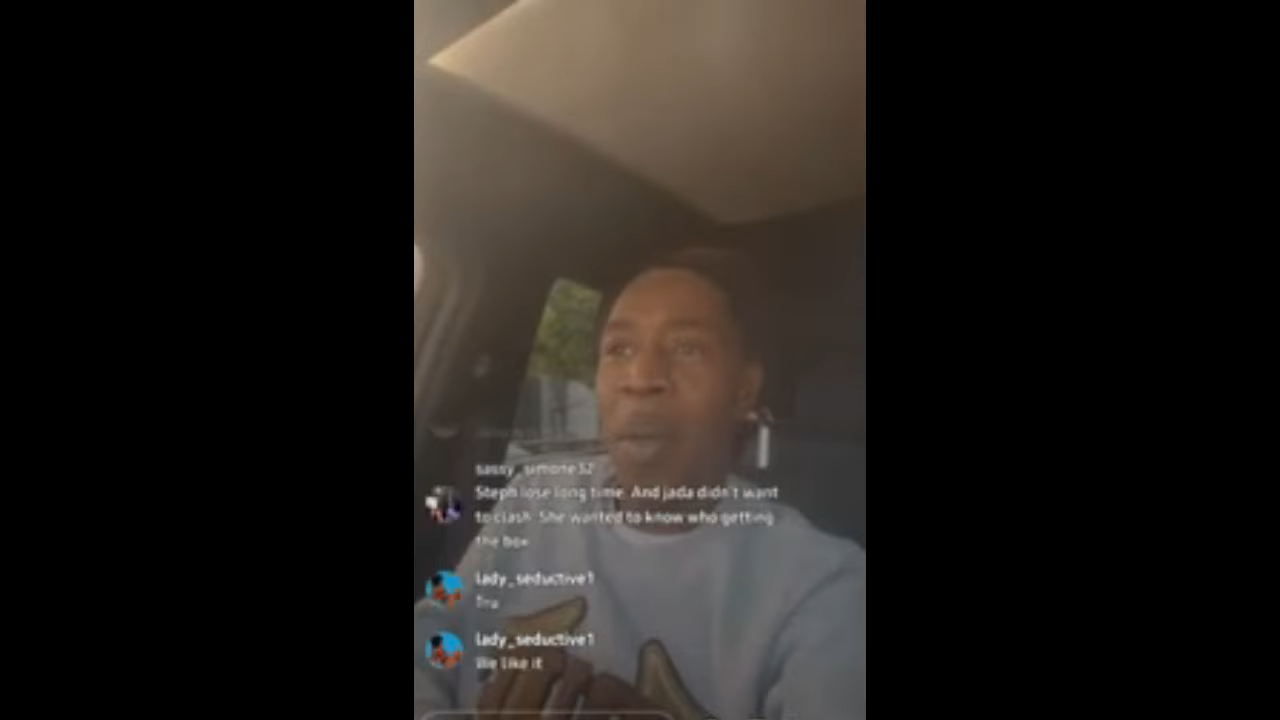 sassy_simone32
Steph lose long time. And jada didn't want
to clash. She wanted to know who getting
the box
lady_seductive1
Tru
lady_seductive1
We like it